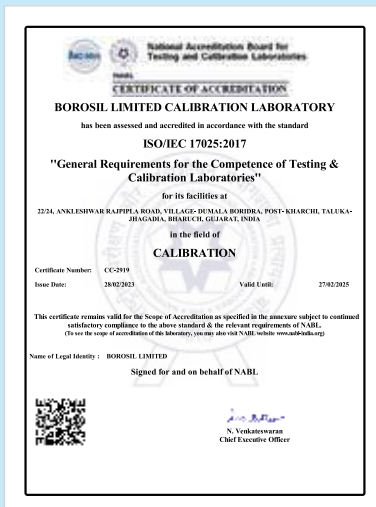 National Accreditation Board for
Testing and Calibration Laboratories
NABL
CERTIFICATE OF ACCREDITATION
BOROSIL LIMITED CALIBRATION LABORATORY
has been assessed and accredited in accordance with the standard
ISO/IEC 17025:2017
"General Requirements for the Competence of Testing &
Calibration Laboratories"
for its facilities at
22/24, ANKLESHWAR RAJPIPLA ROAD, VILLAGE- DUMALA BORIDRA, POST- KHARCHI, TALUKA-
JHAGADIA, BHARUCH, GUJARAT, INDIA
in the field of
CALIBRATION
Certificate Number: CC-2919
Issue Date: 28/02/2023 Valid Until: 27/02/2025
This certificate remains valid for the Scope of Accreditation as specified in the annexure subject to continued
satisfactory compliance to the above standard & the relevant requirements of NABL.
(To see the scope of accreditation of this laboratory, you may also visit NABL website www.nabl-india.org)
Name of Legal Identity : BOROSIL LIMITED
Signed for and on behalf of NABL
N. Venkateswaran
Chief Executive Officer